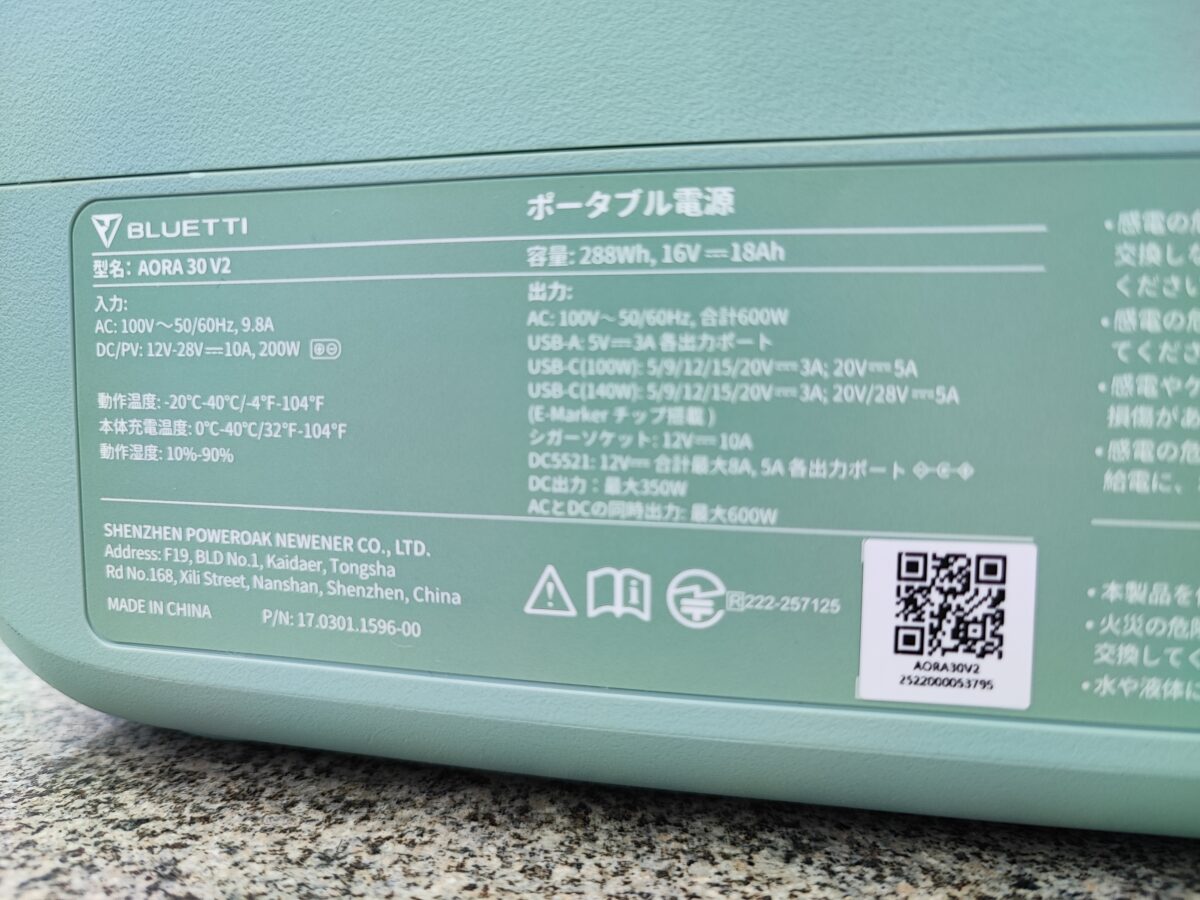 BLUETTI
ポータブル電源
型名: AORA 30 V2
容量: 288Wh, 16V⎓18Ah
入力:
AC: 100V～50/60Hz, 9.8A
DC/PV: 12V-28V⎓10A, 200W
動作温度: -20°C-40°C/-4°F-104°F
本体充電温度: 0°C-40°C/32°F-104°F
動作湿度: 10%-90%
出力:
AC: 100V～ 50/60Hz, 合計600W
USB-A: 5V⎓3A 各出力ポート
USB-C(100W): 5/9/12/15/20V⎓3A; 20V⎓5A
USB-C(140W): 5/9/12/15/20V⎓3A; 20V/28V⎓5A
(E-Marker チップ搭載)
シガーソケット: 12V⎓10A
DC5521: 12V⎓ 合計最大8A, 5A 各出力ポート
DC出力：最大350W
ACとDCの同時出力: 最大600W
SHENZHEN POWEROAK NEWENER CO., LTD.
Address: F19, BLD No.1, Kaidaer, Tongsha
Rd No.168, Xili Street, Nanshan, Shenzhen, China
MADE IN CHINA P/N: 17.0301.1596-00
R 222-257125
AORA30V2
2522000053795
・感電の
交換しな
ください
・感電の危
てくださ
・感電や
損傷があ
・感電の危
給電に、
・本製品を
・火災の危険
交換してく
・水や液体に